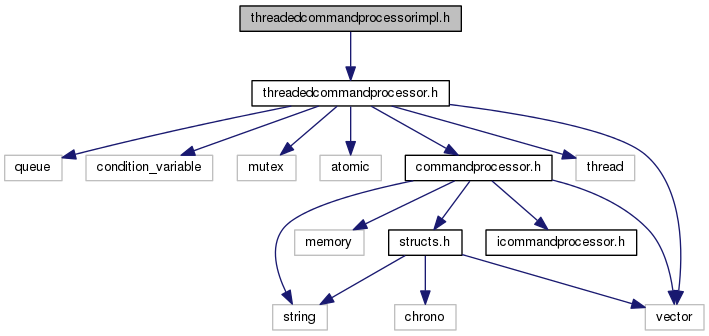 threadedcommandprocessorimpl.h
threadedcommandprocessor.h
queue
condition_variable
mutex
atomic
commandprocessor.h
thread
memory
structs.h
icommandprocessor.h
string
chrono
vector